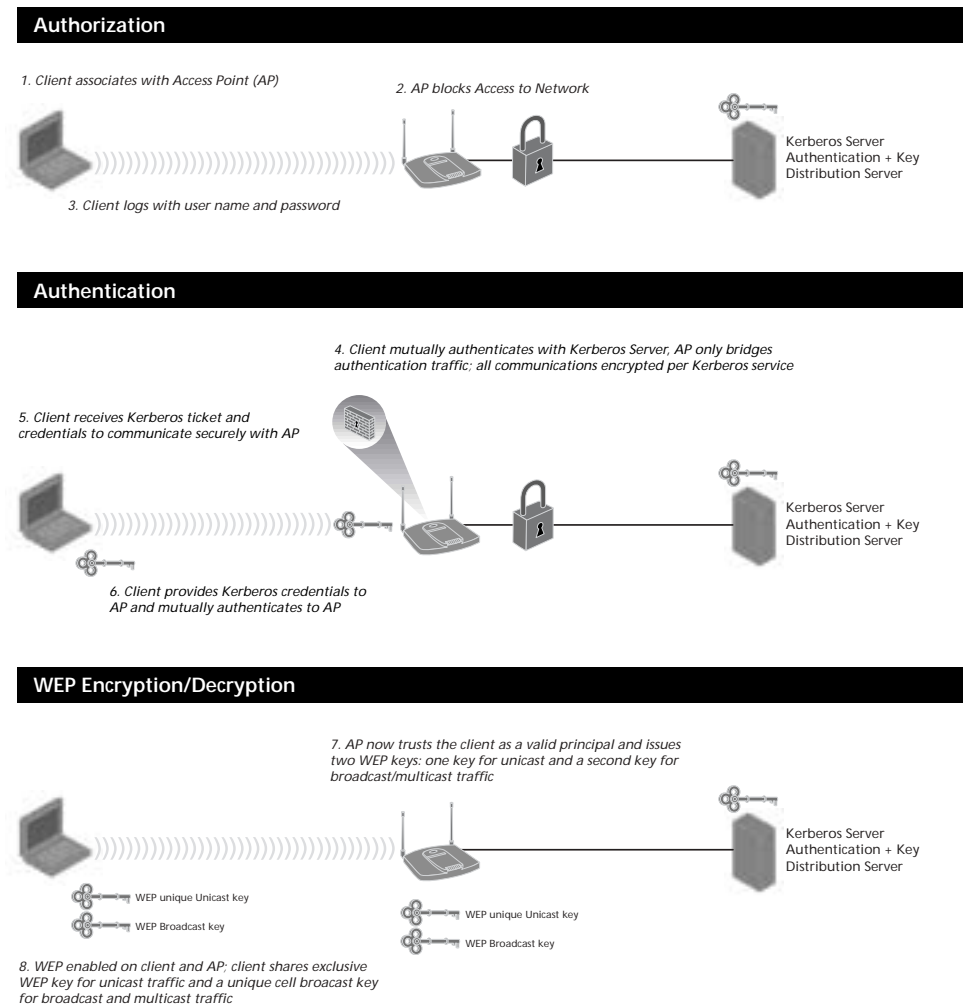 Authorization
1. Client associates with Access Point (AP)
2. AP blocks Access to Network
Kerberos Server
Authentication + Key
Distribution Server
3. Client logs with user name and password
Authentication
4. Client mutually authenticates with Kerberos Server, AP only bridges
authentication traffic; all communications encrypted per Kerberos service
5. Client receives Kerberos ticket and
credentials to communicate securely with AP
Kerberos Server
Authentication + Key
Distribution Server
6. Client provides Kerberos credentials to
AP and mutually authenticates to AP
WEP Encryption/Decryption
7. AP now trusts the client as a valid principal and issues
two WEP keys: one key for unicast and a second key for
broadcast/multicast traffic
Kerberos Server
Authentication + Key
Distribution Server
WEP unique Unicast key
WEP Broadcast key
WEP unique Unicast key
WEP Broadcast key
8. WEP enabled on client and AP; client shares exclusive
WEP key for unicast traffic and a unique cell broacast key
for broadcast and multicast traffic